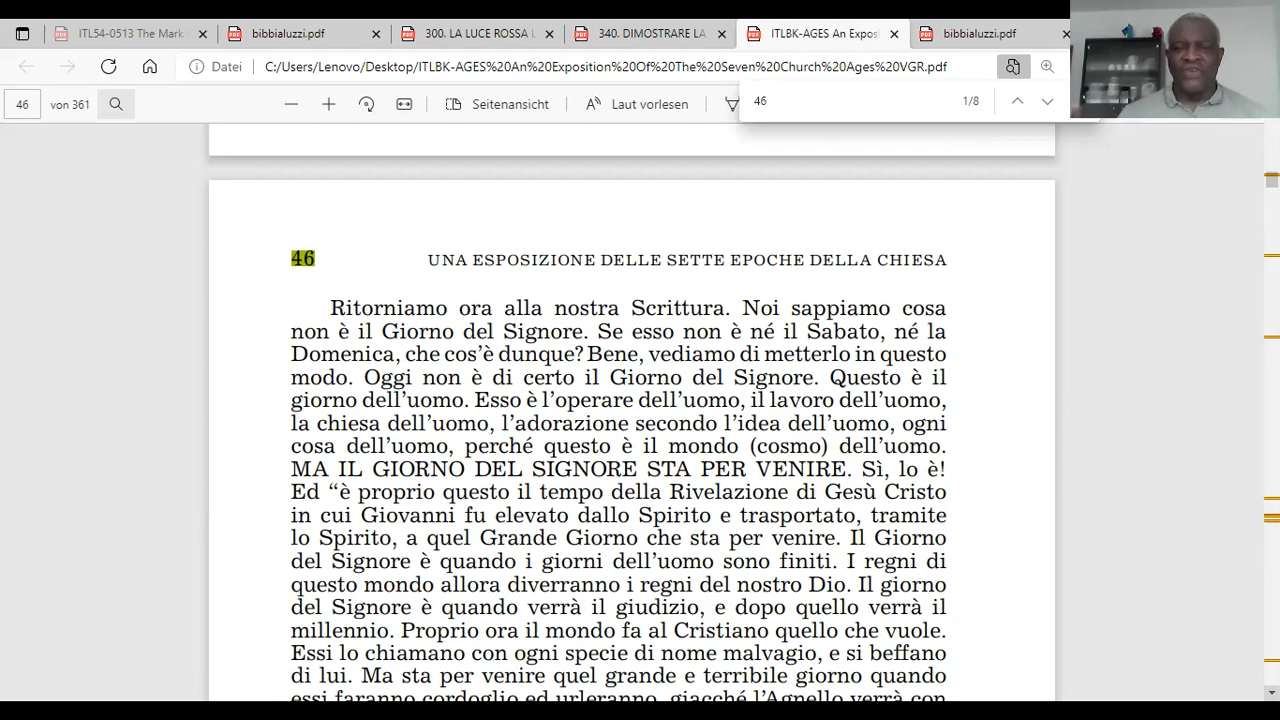 ITL54-0513 The Mark
bibbialuzzi.pdf
300. LA LUCE ROSSA L
340. DIMOSTRARE LA
ITLBK-AGES An Expos
bibbialuzzi.pdf
Datei C:/Users/Lenovo/Desktop/ITLBK-AGES%20An%20Exposition%20Of%20The%20Seven%20Church%20Ages%20VGR.pdf
46 von 361
Seitenansicht
Laut vorlesen
46 1/8
46 UNA ESPOSIZIONE DELLE SETTE EPOCHE DELLA CHIESA
Ritorniamo ora alla nostra Scrittura. Noi sappiamo cosa
non è il Giorno del Signore. Se esso non è né il Sabato, né la
Domenica, che cos’è dunque? Bene, vediamo di metterlo in questo
modo. Oggi non è di certo il Giorno del Signore. Questo è il
giorno dell’uomo. Esso è l’operare dell’uomo, il lavoro dell’uomo,
la chiesa dell’uomo, l’adorazione secondo l’idea dell’uomo, ogni
cosa dell’uomo, perché questo è il mondo (cosmo) dell’uomo.
MA IL GIORNO DEL SIGNORE STA PER VENIRE. Sì, lo è!
Ed “è proprio questo il tempo della Rivelazione di Gesù Cristo
in cui Giovanni fu elevato dallo Spirito e trasportato, tramite
lo Spirito, a quel Grande Giorno che sta per venire. Il Giorno
del Signore è quando i giorni dell’uomo sono finiti. I regni di
questo mondo allora diverranno i regni del nostro Dio. Il giorno
del Signore è quando verrà il giudizio, e dopo quello verrà il
millennio. Proprio ora il mondo fa al Cristiano quello che vuole.
Essi lo chiamano con ogni specie di nome malvagio, e si beffano
di lui. Ma sta per venire quel grande e terribile giorno quando
essi faranno cordoglio ed urleranno, giacché l’Agnello verrà con